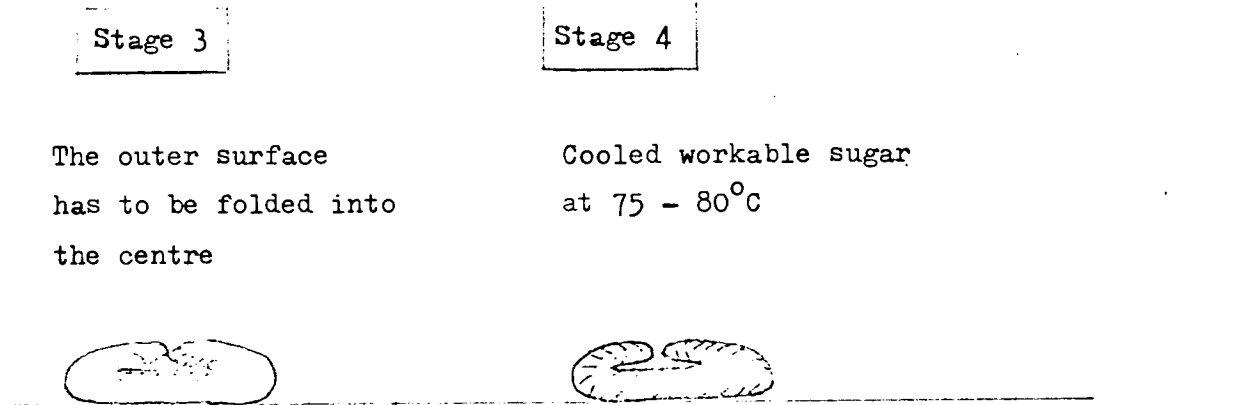 Stage 3
Stage 4
The outer surface
has to be folded into
the centre
Cooled workable sugar
at 75 - 80°C